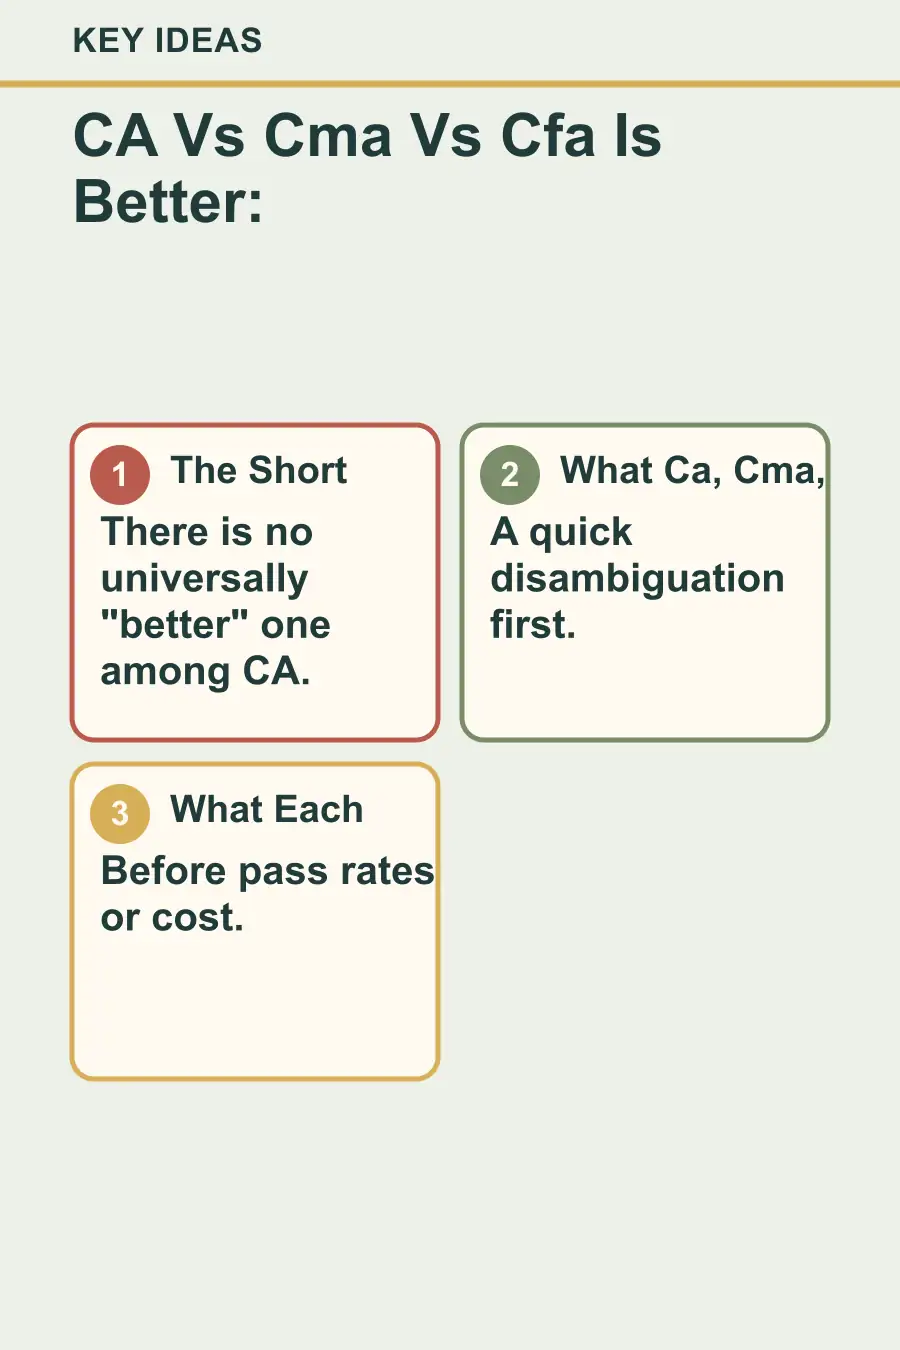 KEY IDEAS
CA Vs Cma Vs Cfa Is
Better:
1
The Short
There is no
universally
"better" one
among CA.
2
What Ca, Cma,
A quick
disambiguation
first.
3
What Each
Before pass rates
or cost.